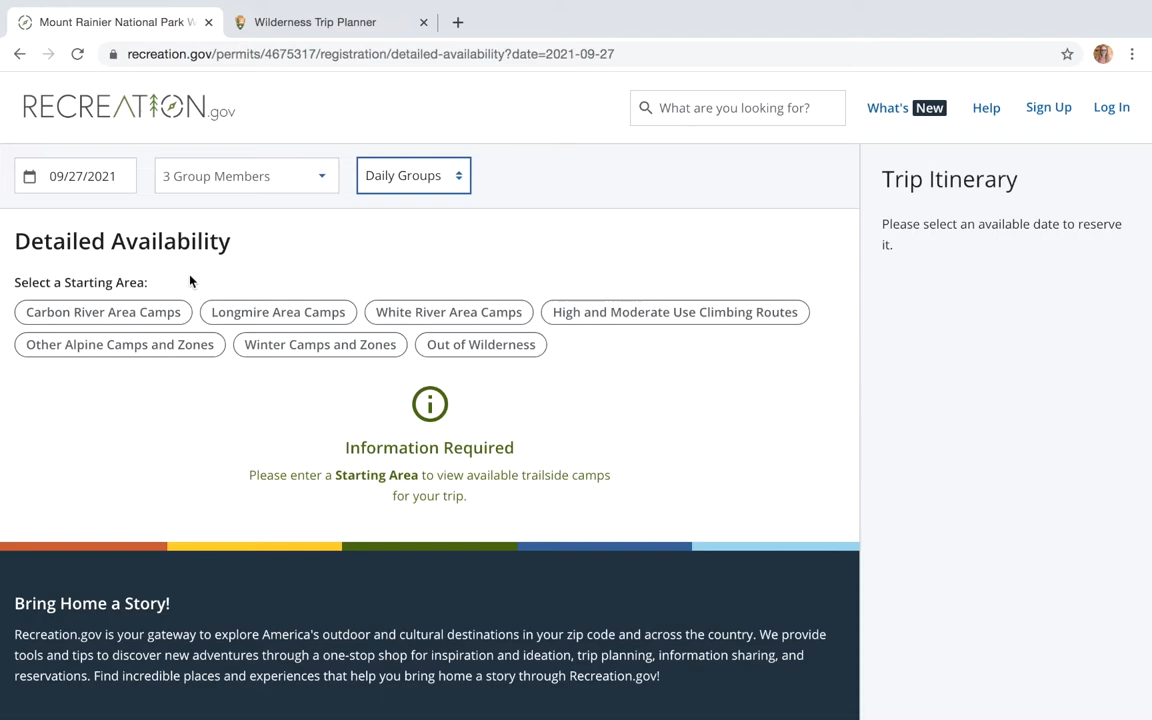 Mount Rainier National Park W
Wilderness Trip Planner
recreation.gov/permits/4675317/registration/detailed-availability?date=2021-09-27
RECREATION.gov
What are you looking for?
What's New
Help
Sign Up
Log In
09/27/2021
3 Group Members
Daily Groups
Trip Itinerary
Please select an available date to reserve
it.
Detailed Availability
Select a Starting Area:
Carbon River Area Camps
Longmire Area Camps
White River Area Camps
High and Moderate Use Climbing Routes
Other Alpine Camps and Zones
Winter Camps and Zones
Out of Wilderness
Information Required
Please enter a Starting Area to view available trailside camps
for your trip.
Bring Home a Story!
Recreation.gov is your gateway to explore America's outdoor and cultural destinations in your zip code and across the country. We provide
tools and tips to discover new adventures through a one-stop shop for inspiration and ideation, trip planning, information sharing, and
reservations. Find incredible places and experiences that help you bring home a story through Recreation.gov!